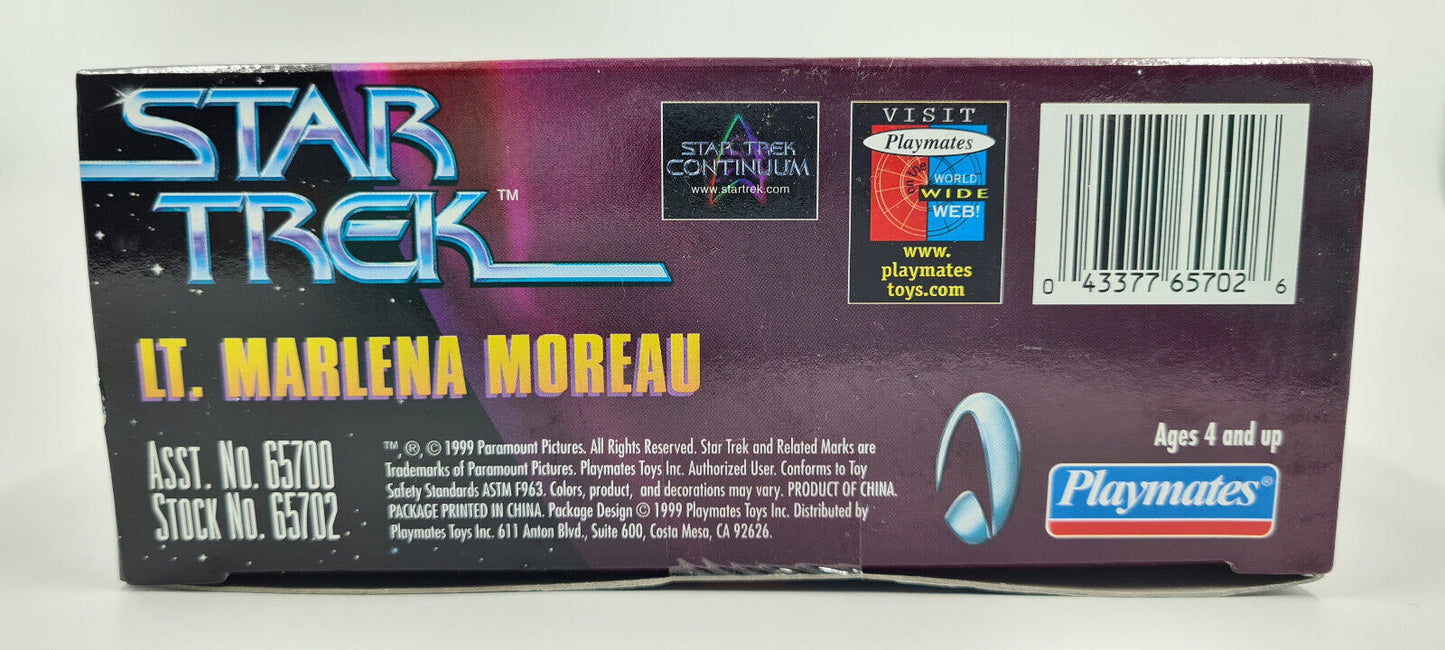 STAR
TREK™
STAR TREK
CONTINUUM
www.startrek.com
VISIT
Playmates
on the
WORLD
WIDE
WEB!
www.
playmates
toys.com
0 43377 65702 6
LT. MARLENA MOREAU
ASST. NO. 65700
STOCK NO. 65702
™, ®, © 1999 Paramount Pictures. All Rights Reserved. Star Trek and Related Marks are
Trademarks of Paramount Pictures. Playmates Toys Inc. Authorized User. Conforms to Toy
Safety Standards ASTM F963. Colors, product, and decorations may vary. PRODUCT OF CHINA.
PACKAGE PRINTED IN CHINA. Package Design © 1999 Playmates Toys Inc. Distributed by
Playmates Toys Inc. 611 Anton Blvd., Suite 600, Costa Mesa, CA 92626.
Ages 4 and up
Playmates®